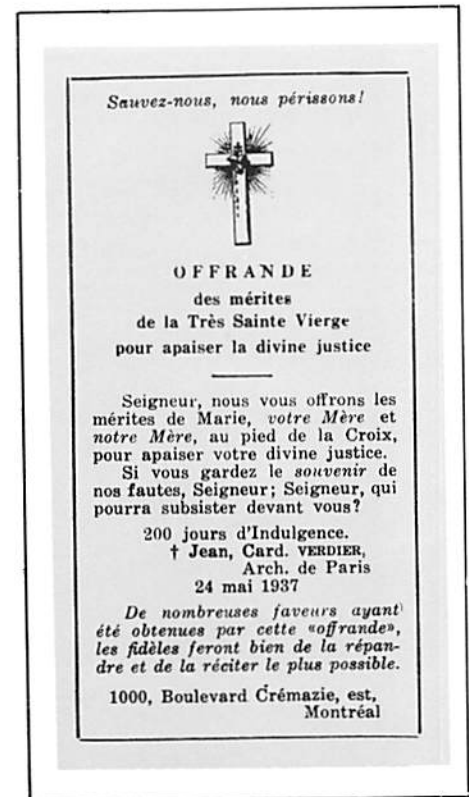 Sauvez-nous, nous périssons!
OFFRANDE
des mérites
de la Très Sainte Vierge
pour apaiser la divine justice
Seigneur, nous vous offrons les
mérites de Marie, votre Mère et
notre Mère, au pied de la Croix,
pour apaiser votre divine justice.
Si vous gardez le souvenir de
nos fautes, Seigneur; Seigneur, qui
pourra subsister devant vous?
200 jours d'Indulgence.
† Jean, Card. VERDIER,
Arch. de Paris
24 mai 1937
De nombreuses faveurs ayant
été obtenues par cette «offrande»,
les fidèles feront bien de la répan-
dre et de la réciter le plus possible.
1000, Boulevard Crémazie, est,
Montréal